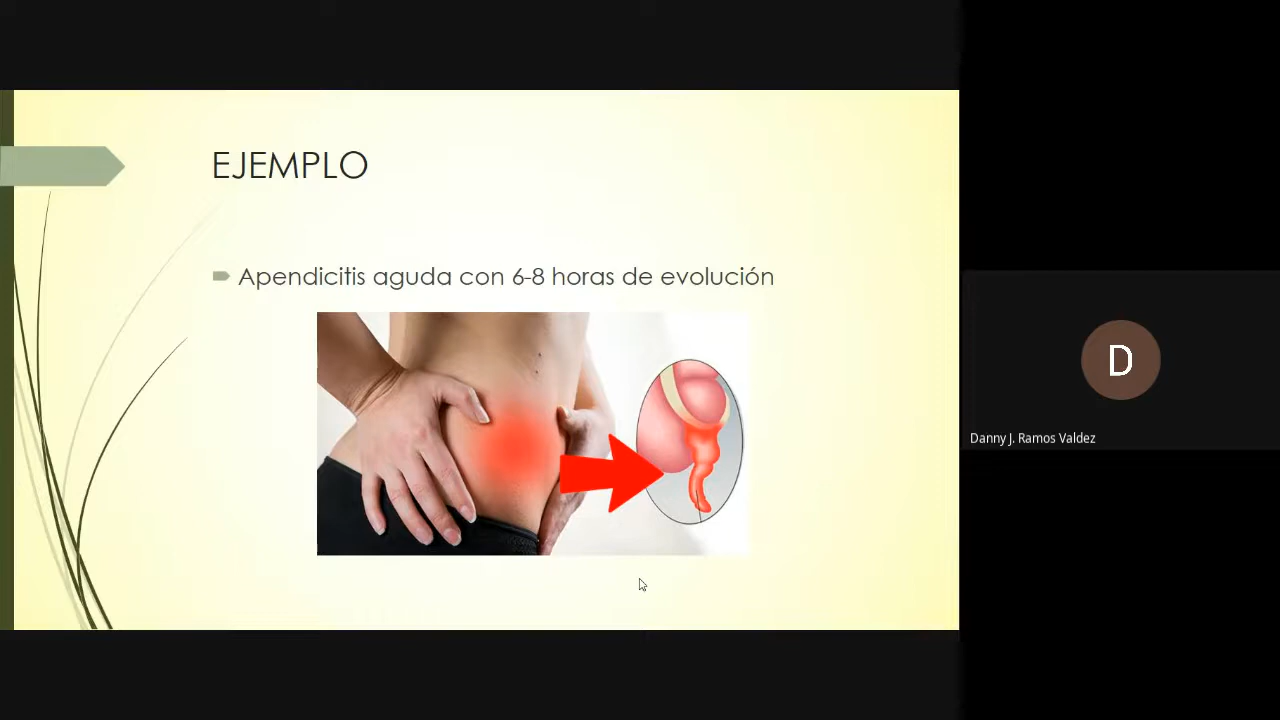 EJEMPLO
Apendicitis aguda con 6-8 horas de evolución
D
Danny J. Ramos Valdez